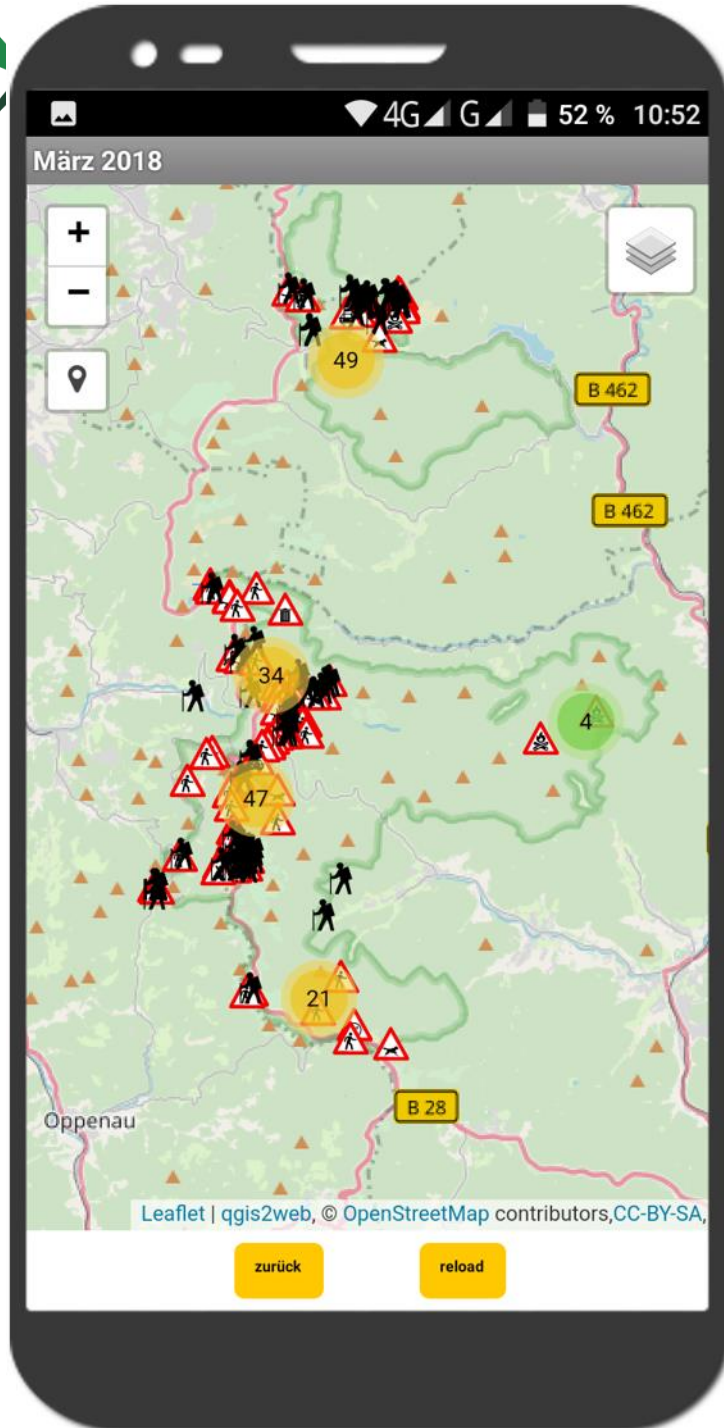 4G G 52 % 10:52
März 2018
+
−
49
B 462
B 462
34
4
47
21
B 28
Oppenau
Leaflet | qgis2web, © OpenStreetMap contributors,CC-BY-SA,
zurück reload